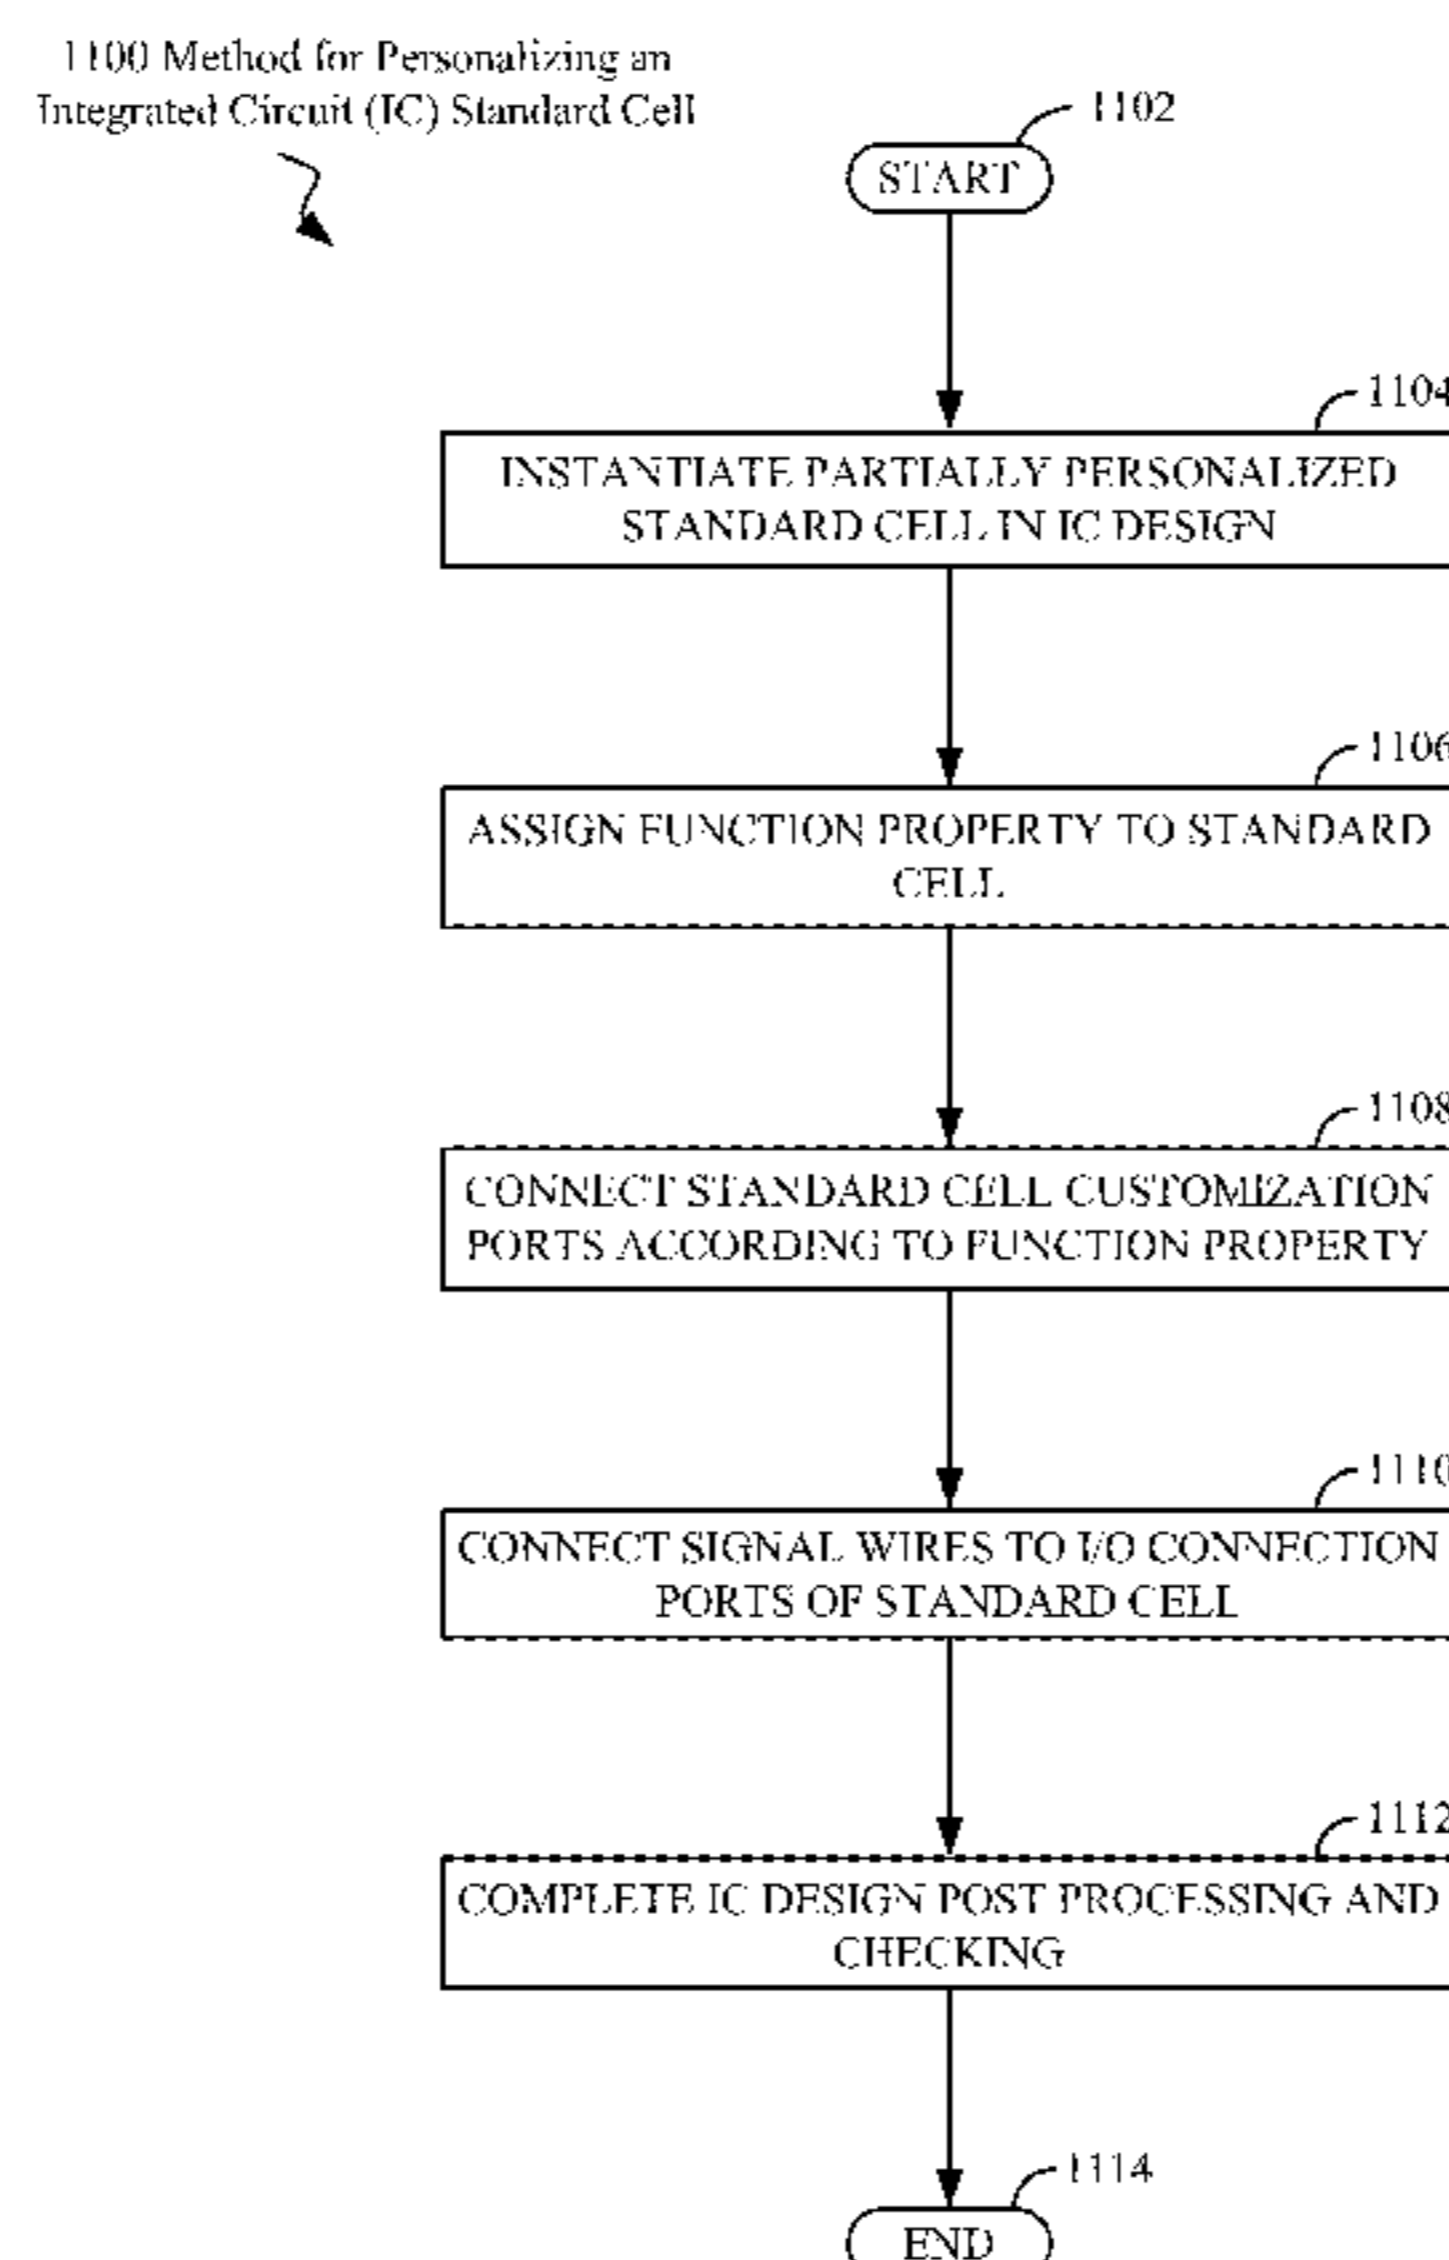 1100 Method for Personalizing an
Integrated Circuit (IC) Standard Cell
1102
START
1104
INSTANTIATE PARTIALLY PERSONALIZED
STANDARD CELL IN IC DESIGN
1106
ASSIGN FUNCTION PROPERTY TO STANDARD
CELL
1108
CONNECT STANDARD CELL CUSTOMIZATION
PORTS ACCORDING TO FUNCTION PROPERTY
1110
CONNECT SIGNAL WIRES TO I/O CONNECTION
PORTS OF STANDARD CELL
1112
COMPLETE IC DESIGN POST PROCESSING AND
CHECKING
1114
END